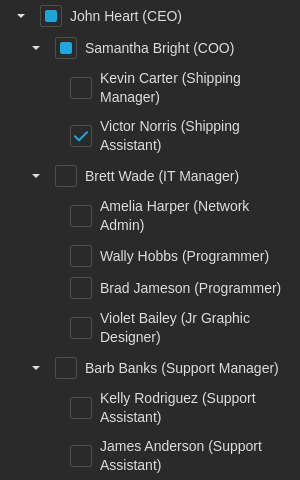 John Heart (CEO)
Samantha Bright (COO)
Kevin Carter (Shipping
Manager)
Victor Norris (Shipping
Assistant)
Brett Wade (IT Manager)
Amelia Harper (Network
Admin)
Wally Hobbs (Programmer)
Brad Jameson (Programmer)
Violet Bailey (Jr Graphic
Designer)
Barb Banks (Support Manager)
Kelly Rodriguez (Support
Assistant)
James Anderson (Support
Assistant)